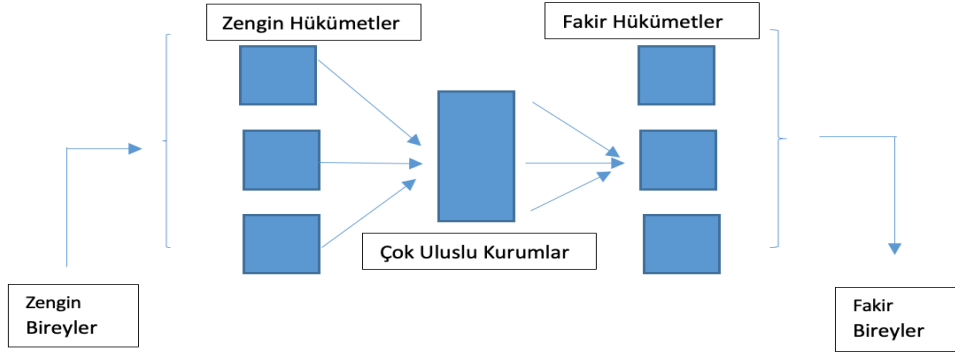 Zengin Hükümetler
Fakir Hükümetler
Çok Uluslu Kurumlar
Zengin
Bireyler
Fakir
Bireyler